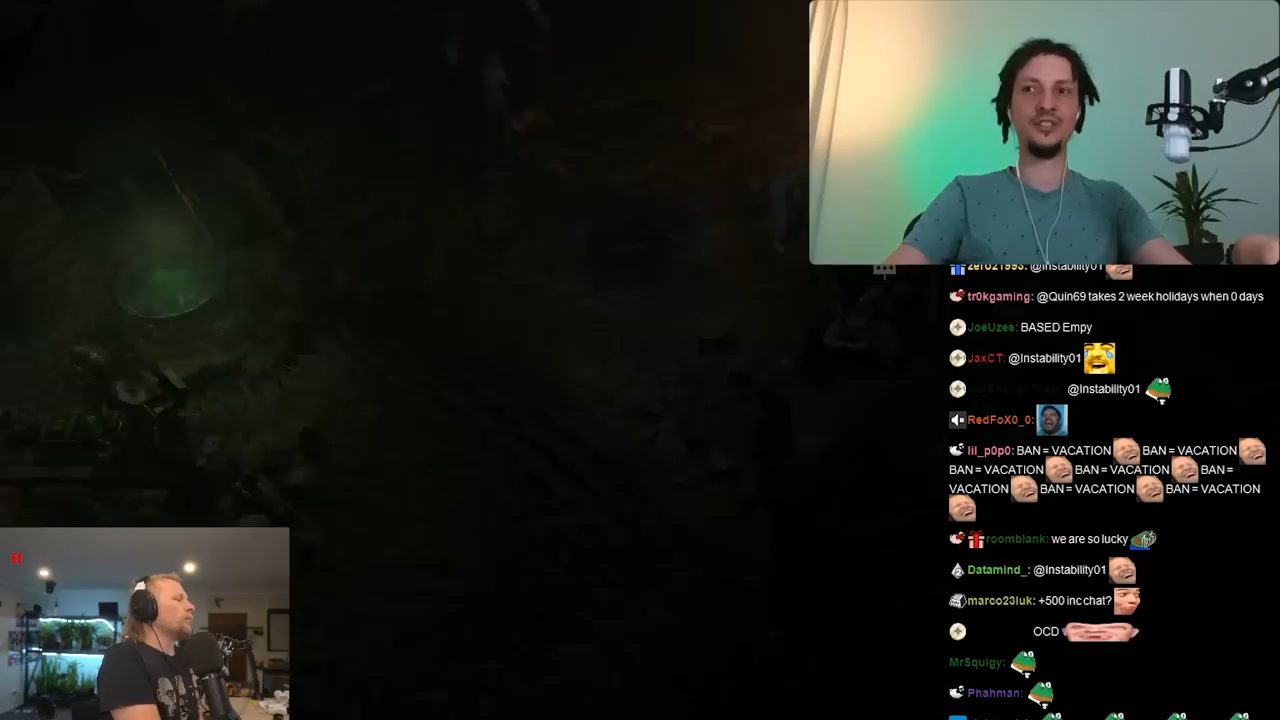 zero21993: @Instability01
tr0kgaming: @Quin69 takes 2 week holidays when 0 days
JoeUzee: BASED Empy
JaxCT: @Instability01
@Instability01
RedFoX0_0:
lil_p0p0: BAN = VACATION BAN = VACATION
BAN = VACATION BAN = VACATION BAN =
VACATION BAN = VACATION BAN = VACATION
roomblank: we are so lucky
Datamind_: @Instability01
marco23luk: +500 inc chat?
OCD
MrSquigy:
Phahman: